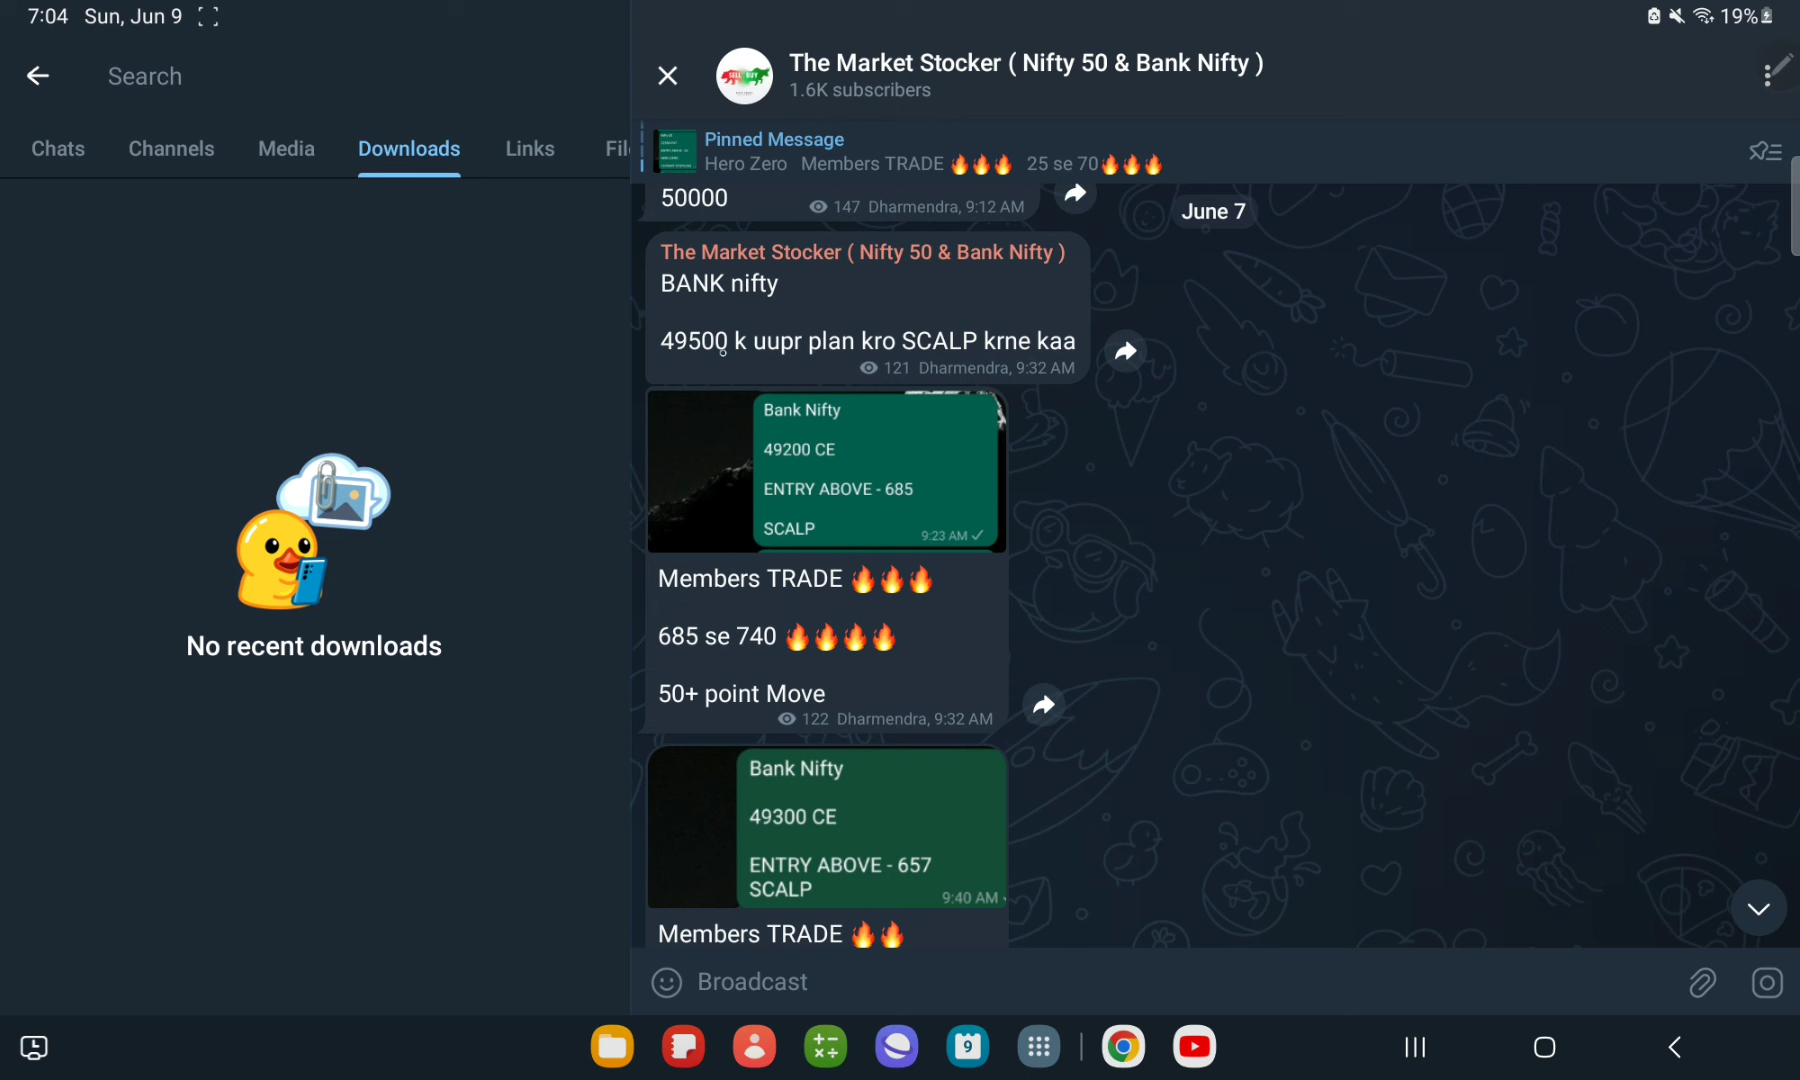 7:04 Sun, Jun 9
19%
Search
Chats Channels Media Downloads Links Fil
No recent downloads
The Market Stocker ( Nifty 50 & Bank Nifty )
1.6K subscribers
Pinned Message
Hero Zero Members TRADE 🔥🔥🔥 25 se 70🔥🔥🔥
50000
147 Dharmendra, 9:12 AM
June 7
The Market Stocker ( Nifty 50 & Bank Nifty )
BANK nifty
49500 k uupr plan kro SCALP krne kaa
121 Dharmendra, 9:32 AM
Bank Nifty
49200 CE
ENTRY ABOVE - 685
SCALP
9:23 AM
Members TRADE 🔥🔥🔥
685 se 740 🔥🔥🔥🔥
50+ point Move
122 Dharmendra, 9:32 AM
Bank Nifty
49300 CE
ENTRY ABOVE - 657
SCALP
9:40 AM
Members TRADE 🔥🔥
Broadcast
9